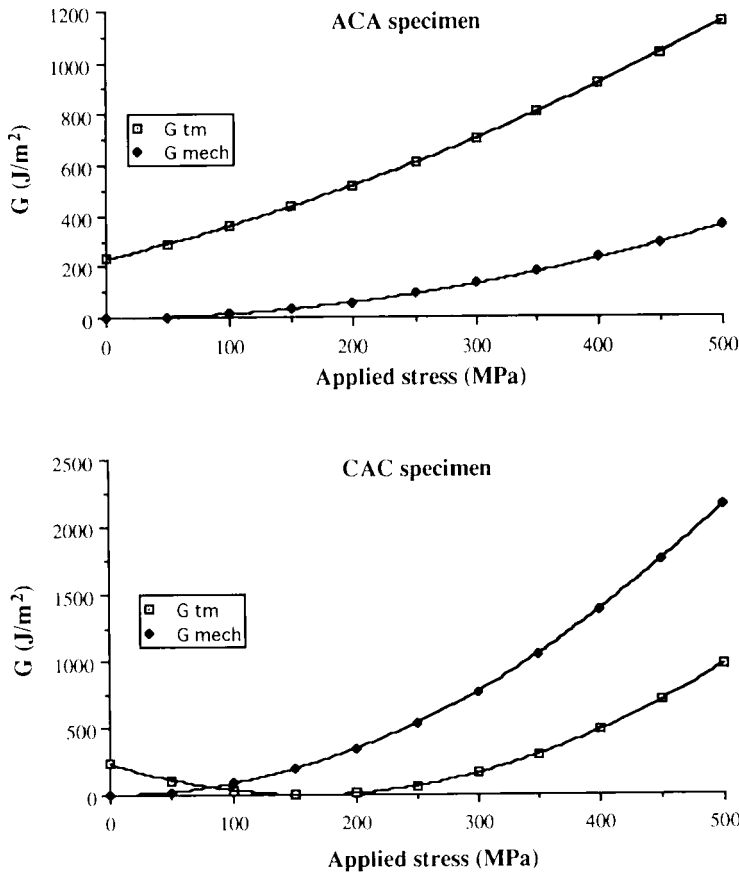 ACA specimen
1200
1000
800
600
400
200
0
G (J/m²)
G tm
G mech
0 100 200 300 400 500
Applied stress (MPa)
CAC specimen
2500
2000
1500
1000
500
0
G (J/m²)
G tm
G mech
0 100 200 300 400 500
Applied stress (MPa)